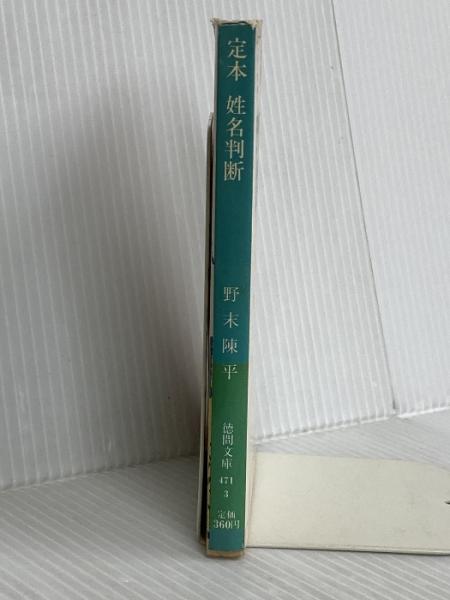 定本 姓名判断
野末陳平
徳間文庫
471
3
定価
360円